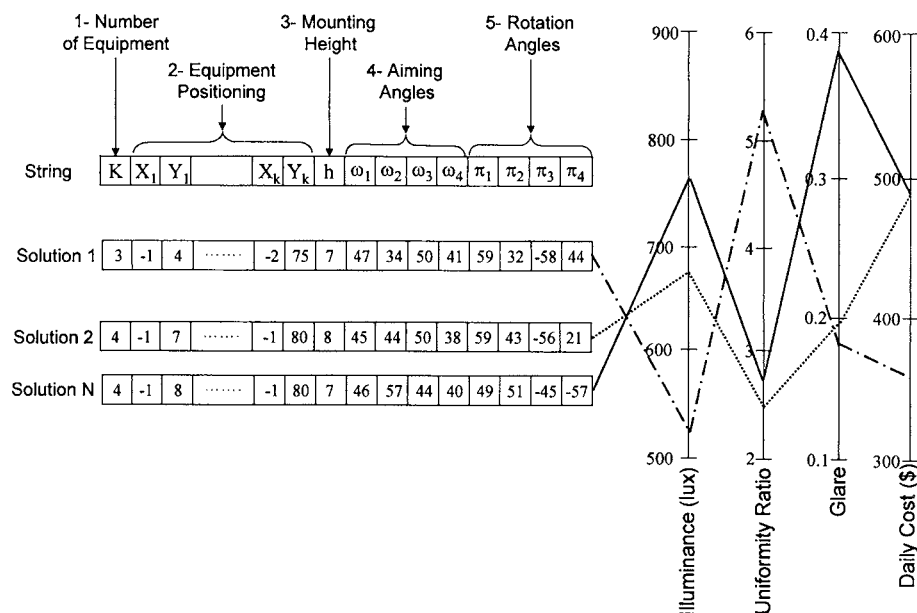 1- Number
of Equipment
2- Equipment
Positioning
3- Mounting
Height
4- Aiming
Angles
5- Rotation
Angles
String K X1 Y1 Xk Yk h ω1 ω2 ω3 ω4 π1 π2 π3 π4
Solution 1 3 -1 4 ....... -2 75 7 47 34 50 41 59 32 -58 44
Solution 2 4 -1 7 ....... -1 80 8 45 44 50 38 59 43 -56 21
Solution N 4 -1 8 ....... -1 80 7 46 57 44 40 49 51 -45 -57
900
800
700
600
500
Illuminance (lux)
6
5
4
3
2
Uniformity Ratio
0.4
0.3
0.2
0.1
Glare
600
500
400
300
Daily Cost ($)